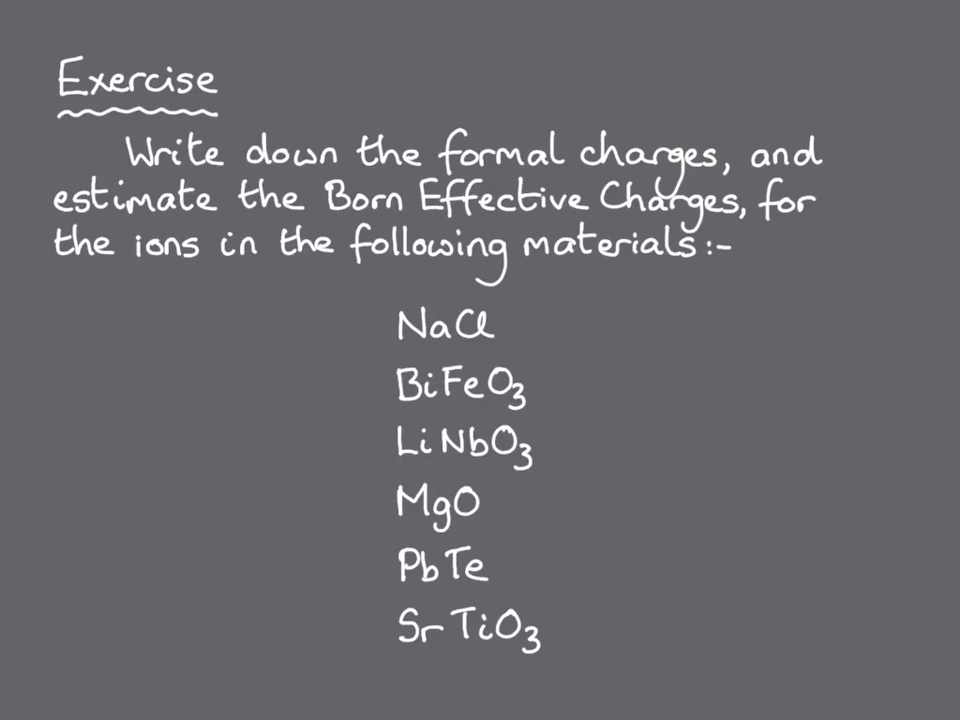 Exercise
Write down the formal charges, and
estimate the Born Effective Charges, for
the ions in the following materials:-
NaCl
BiFeO₃
LiNbO₃
MgO
PbTe
SrTiO₃